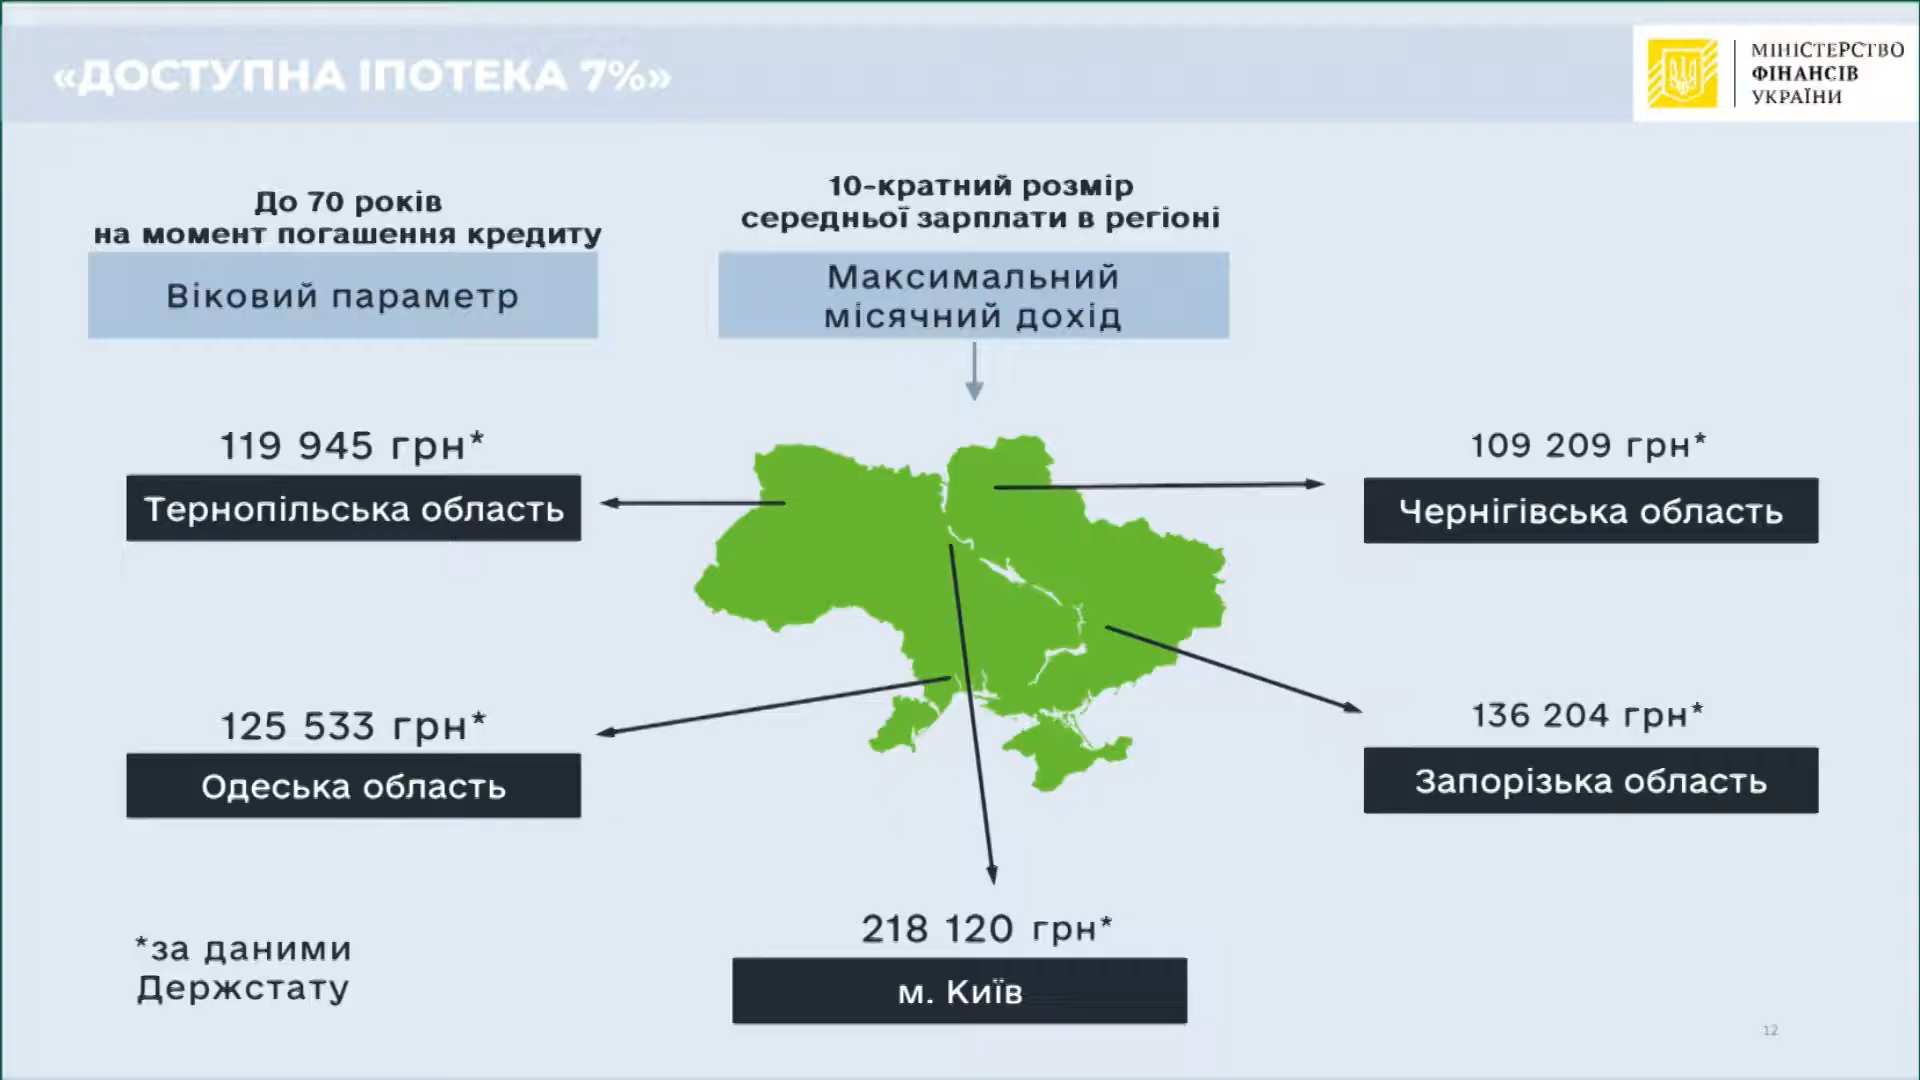 «ДОСТУПНА ІПОТЕКА 7%»
МІНІСТЕРСТВО
ФІНАНСІВ
УКРАЇНИ
До 70 років
на момент погашення кредиту
Віковий параметр
10-кратний розмір
середньої зарплати в регіоні
Максимальний
місячний дохід
119 945 грн*
Тернопільська область
109 209 грн*
Чернігівська область
125 533 грн*
Одеська область
136 204 грн*
Запорізька область
218 120 грн*
м. Київ
*за даними
Держстату
12